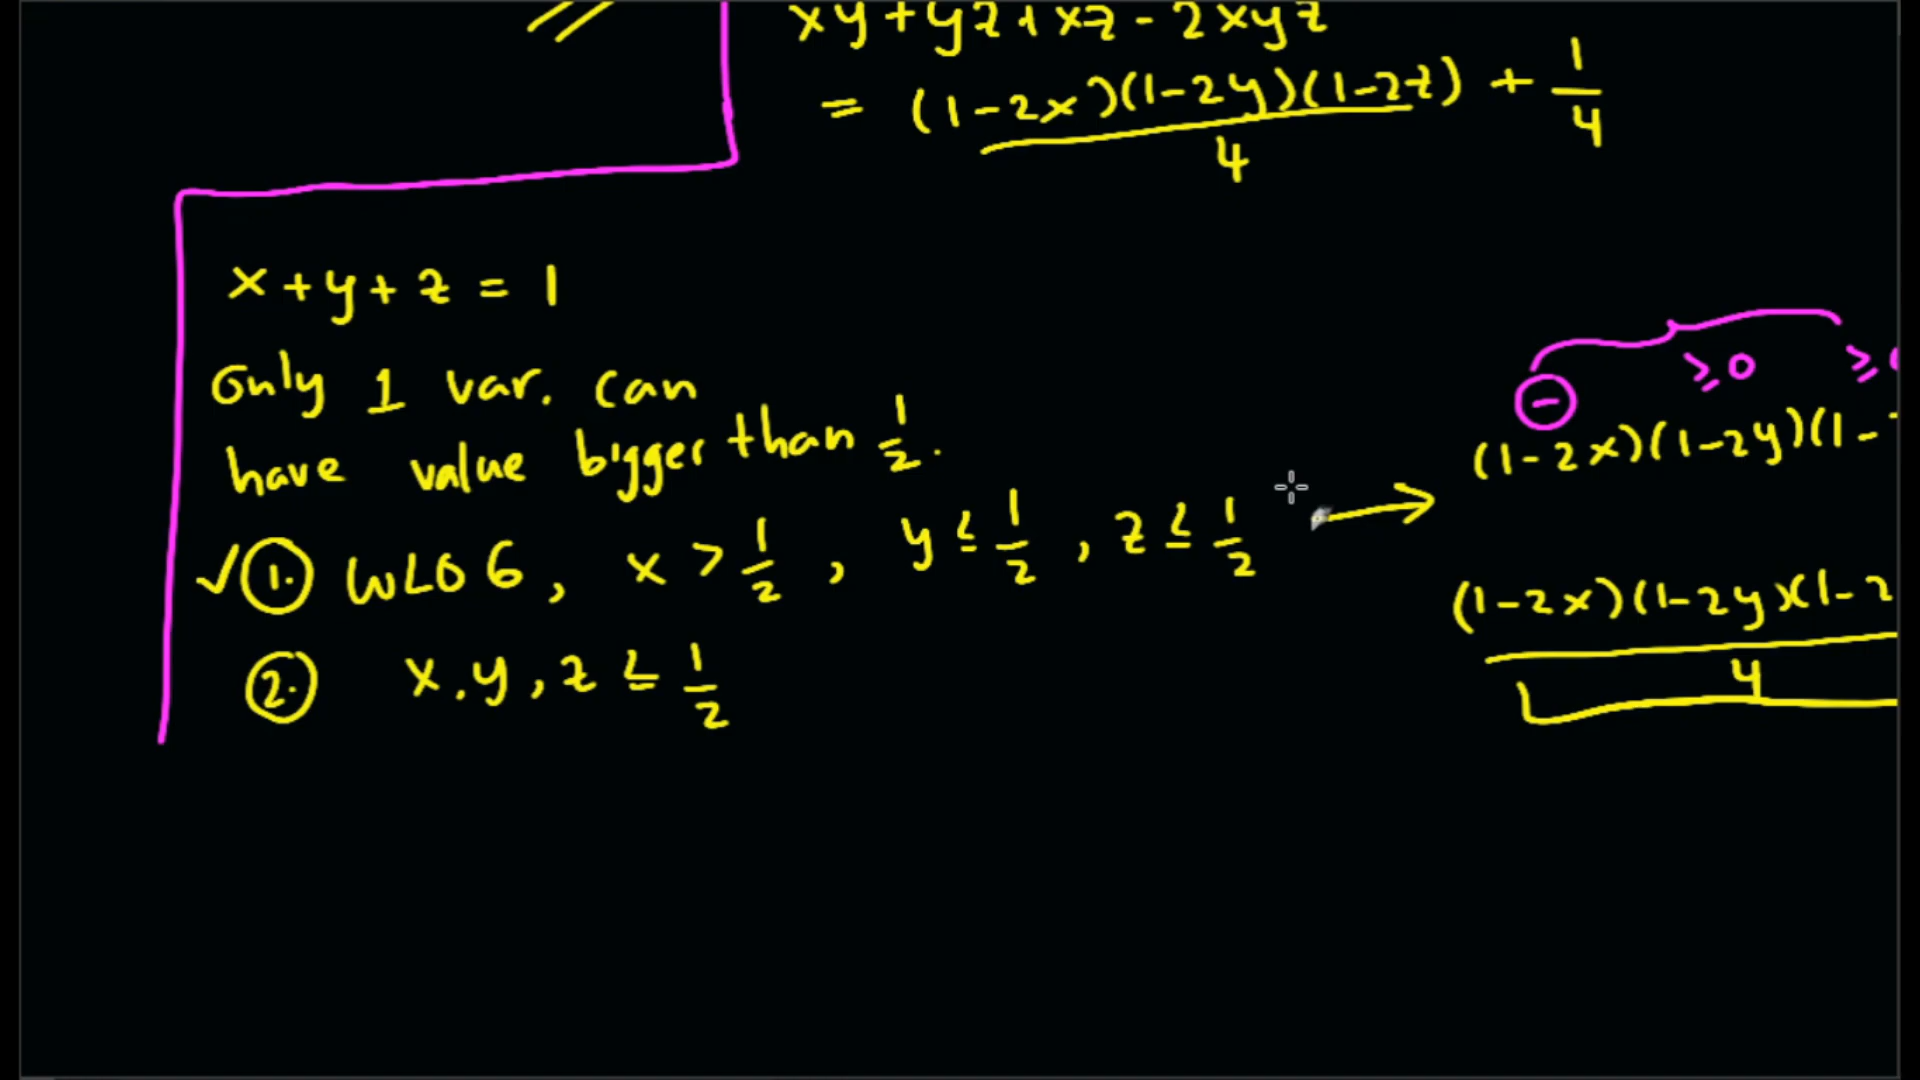 xy + yz + xz - 2xyz
= (1-2x)(1-2y)(1-2z)/4 + 1/4
x + y + z = 1
Only 1 var. can
have value bigger than 1/2.
✓ 1. WLOG, x > 1/2, y ≤ 1/2, z ≤ 1/2 →
2. x, y, z ≤ 1/2
- ≥ 0 ≥
(1-2x)(1-2y)(1-
(1-2x)(1-2y)(1-2
4